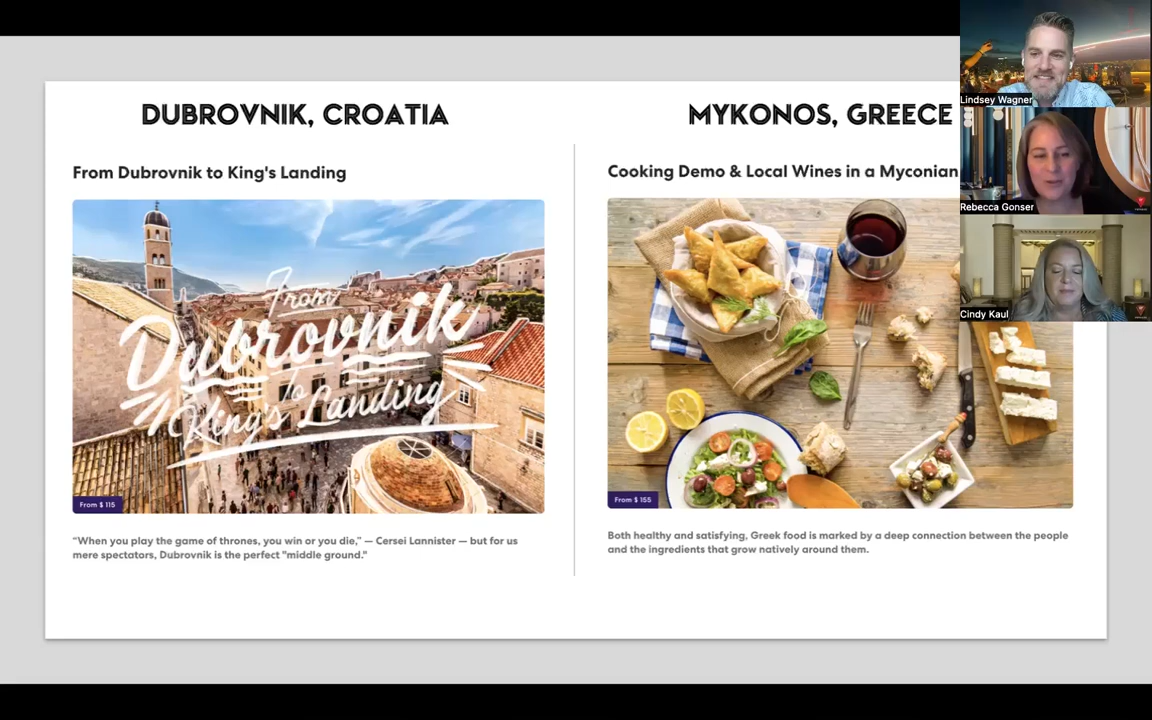 DUBROVNIK, CROATIA
From Dubrovnik to King's Landing
From
Dubrovnik
to
King's Landing
From $ 115
“When you play the game of thrones, you win or you die,” — Cersei Lannister — but for us
mere spectators, Dubrovnik is the perfect "middle ground."
MYKONOS, GREECE
Cooking Demo & Local Wines in a Myconian
From $ 155
Both healthy and satisfying, Greek food is marked by a deep connection between the people
and the ingredients that grow natively around them.
Lindsey Wagner
Rebecca Gonser
Cindy Kaul